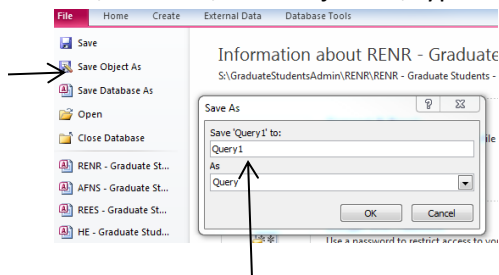 File Home Create External Data Database Tools
Save
Save Object As
Save Database As
Open
Close Database
RENR - Graduate St...
AFNS - Graduate St...
REES - Graduate St...
HE - Graduate Stud...
Information about RENR - Graduate
S:\GraduateStudentsAdmin\RENR\RENR - Graduate Students -
Save As
Save 'Query1' to:
Query1
As
Query
OK Cancel
ile
Use a password to restrict access to you